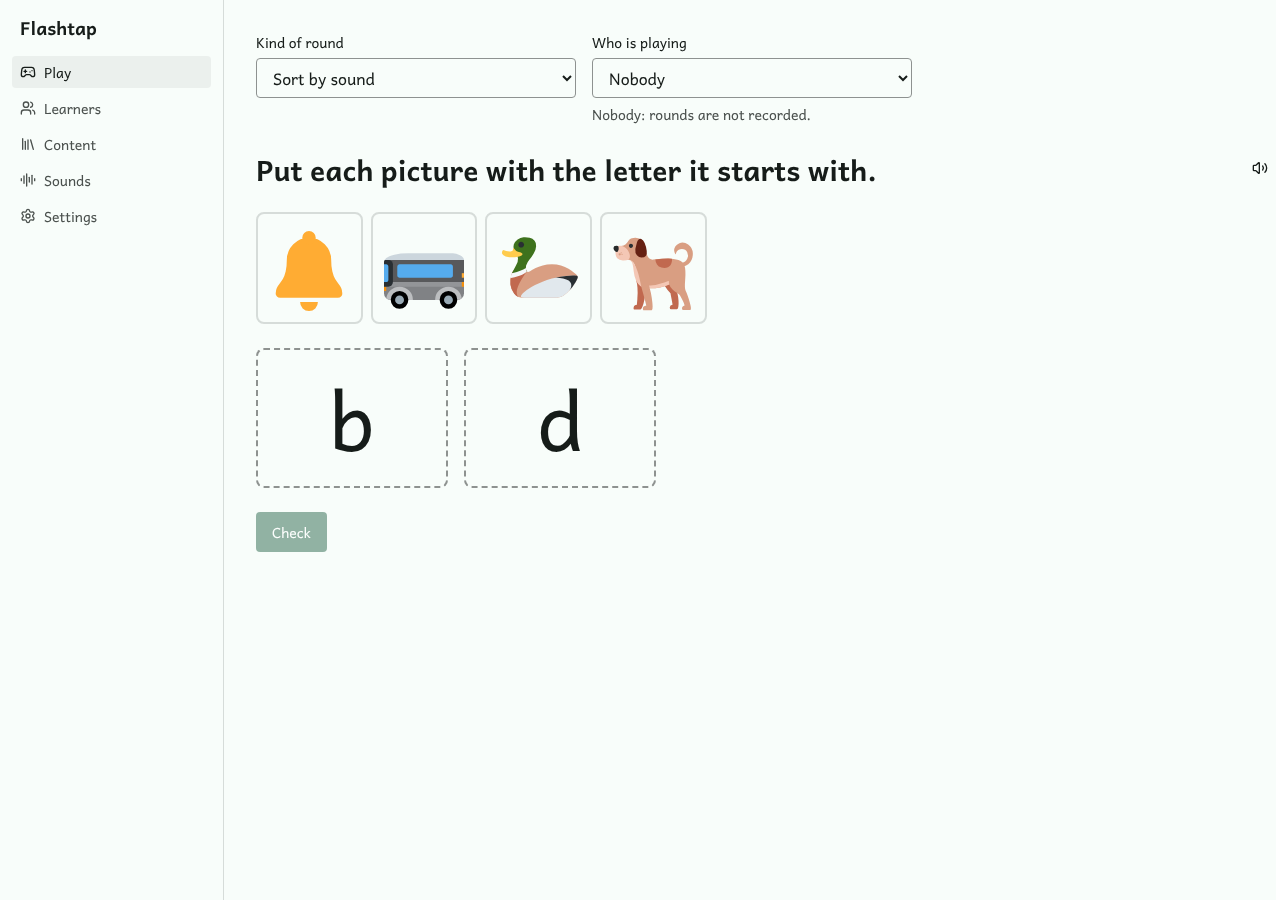 Flashtap
Play
Learners
Content
Sounds
Settings
Kind of round
Sort by sound
Who is playing
Nobody
Nobody: rounds are not recorded.
Put each picture with the letter it starts with.
b
d
Check